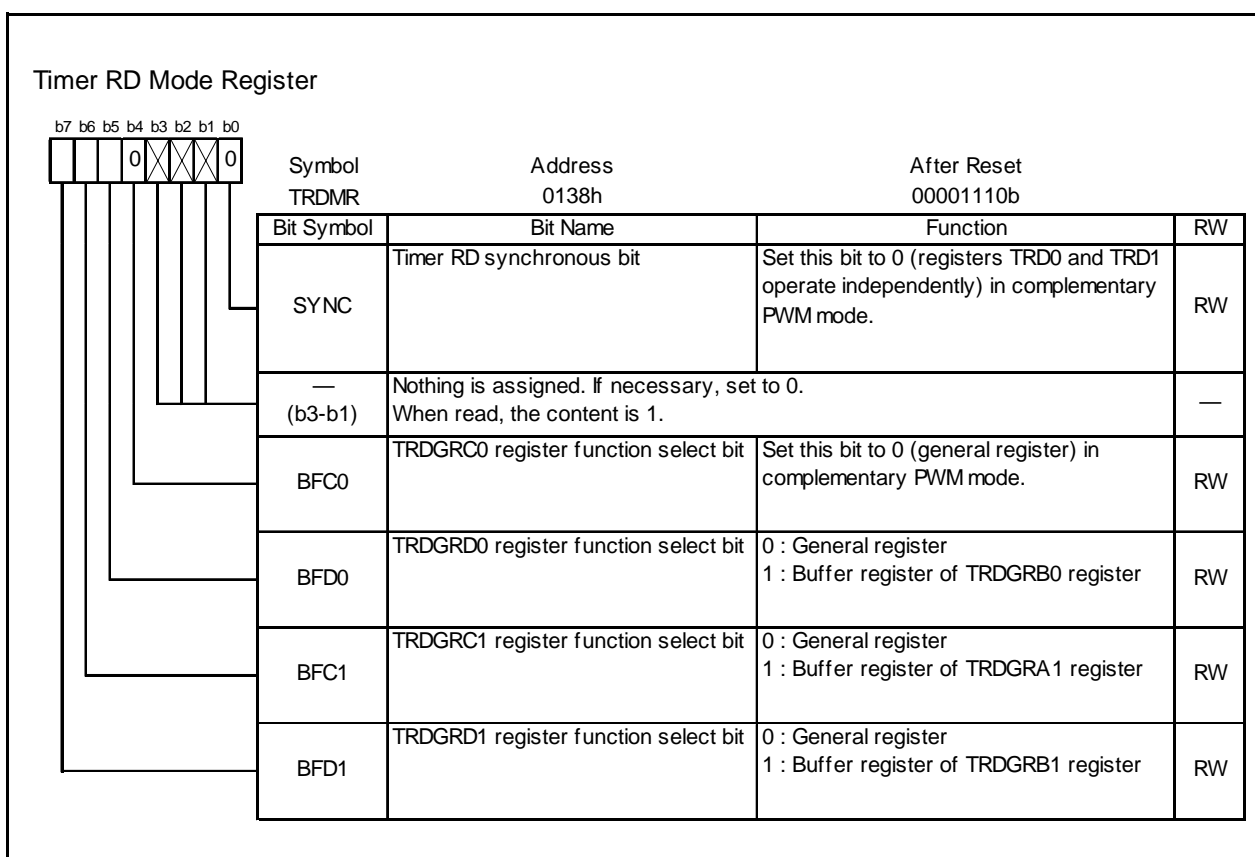 Timer RD Mode Register
b7 b6 b5 b4 b3 b2 b1 b0
0 0
Symbol Address After Reset
TRDMR 0138h 00001110b
Bit Symbol Bit Name Function RW
SYNC Timer RD synchronous bit Set this bit to 0 (registers TRD0 and TRD1
operate independently) in complementary
PWM mode. RW
— (b3-b1) Nothing is assigned. If necessary, set to 0.
When read, the content is 1. —
BFC0 TRDGRC0 register function select bit Set this bit to 0 (general register) in
complementary PWM mode. RW
BFD0 TRDGRD0 register function select bit 0 : General register
1 : Buffer register of TRDGRB0 register RW
BFC1 TRDGRC1 register function select bit 0 : General register
1 : Buffer register of TRDGRA1 register RW
BFD1 TRDGRD1 register function select bit 0 : General register
1 : Buffer register of TRDGRB1 register RW